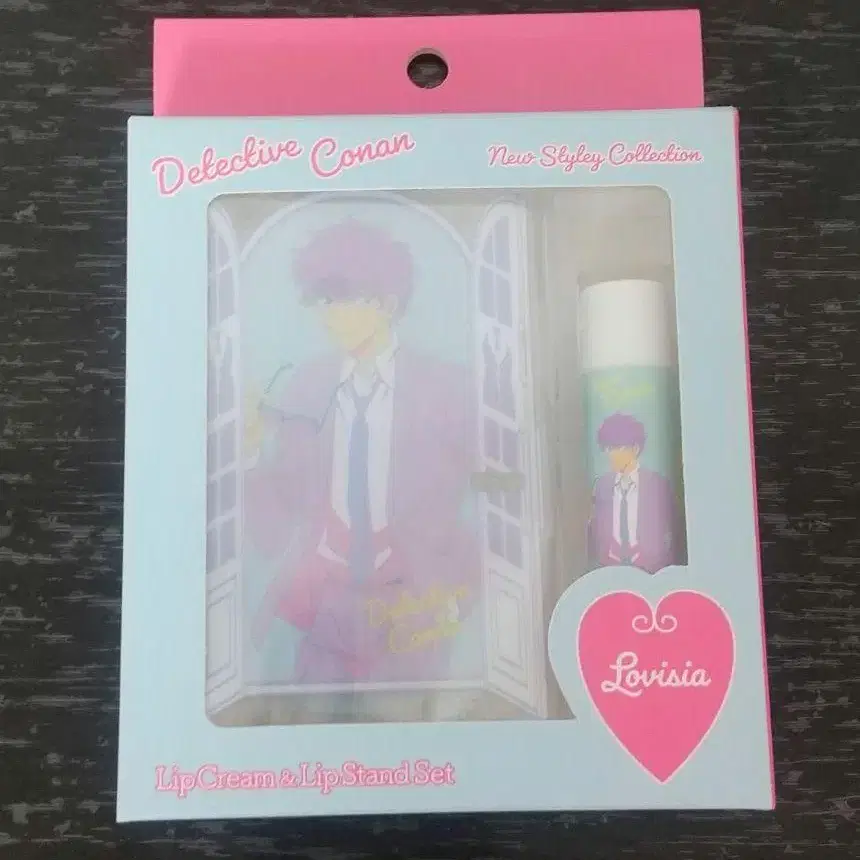 Detective Conan
New Styley Collection
Detective
Conan
Lovisia
Lip Cream & Lip Stand Set